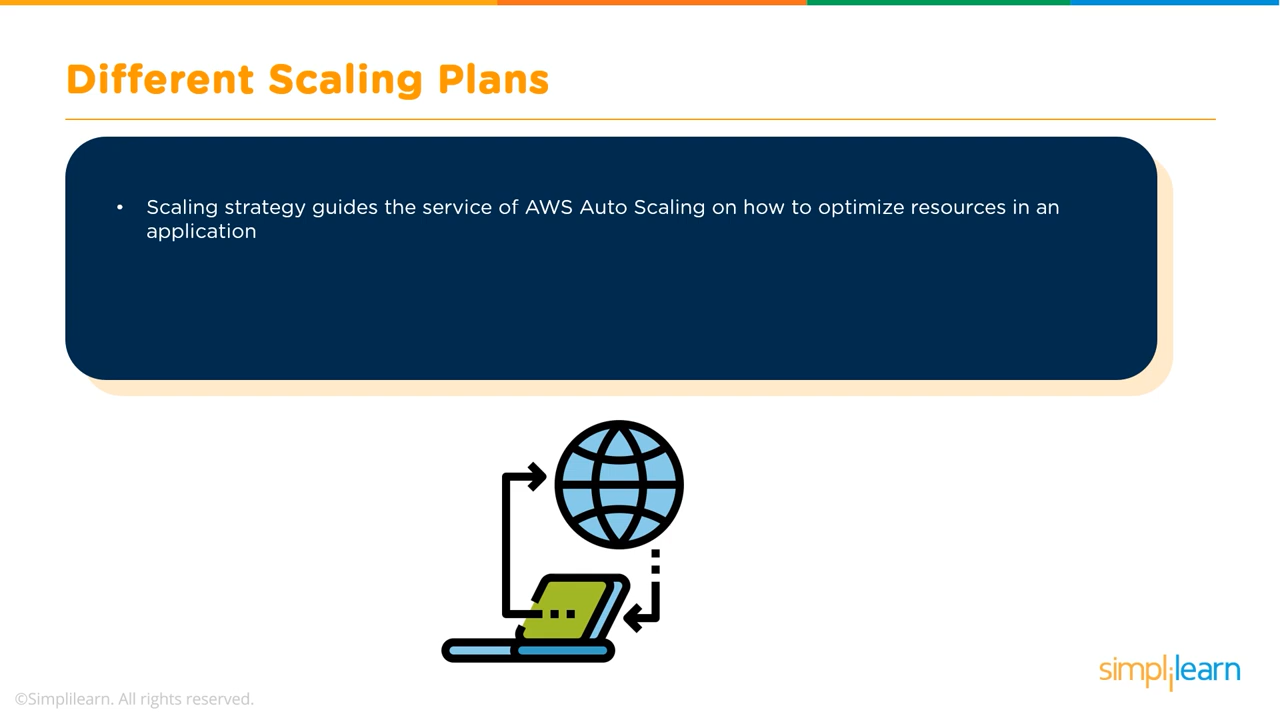 Different Scaling Plans
• Scaling strategy guides the service of AWS Auto Scaling on how to optimize resources in an
application
simplilearn
©Simplilearn. All rights reserved.